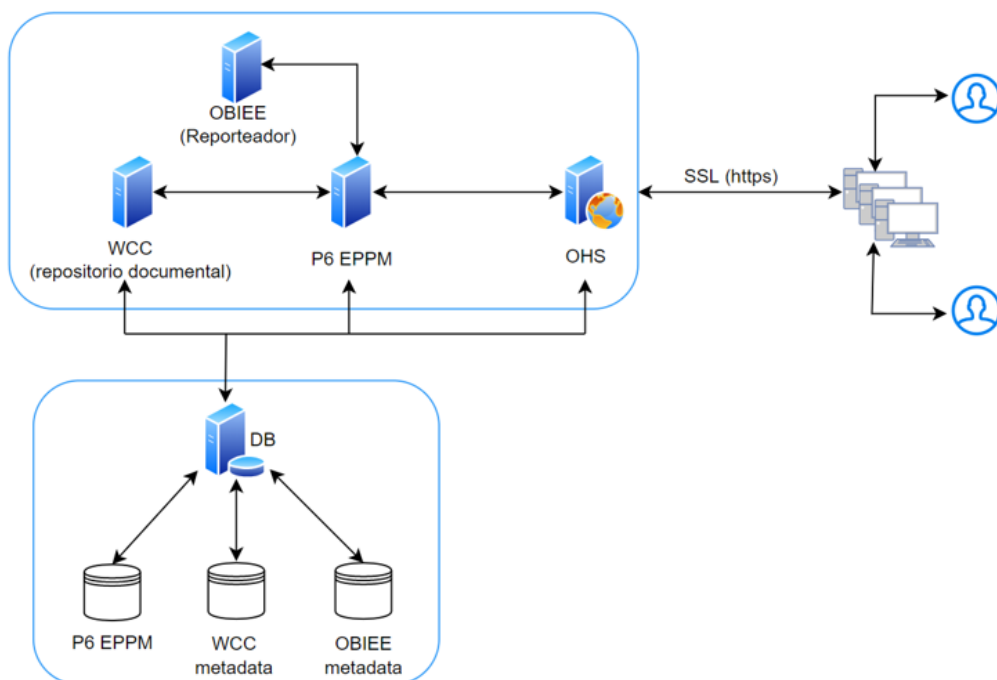 OBIEE
(Reporteador)
SSL (https)
WCC
(repositorio documental)
P6 EPPM
OHS
DB
P6 EPPM
WCC
metadata
OBIEE
metadata